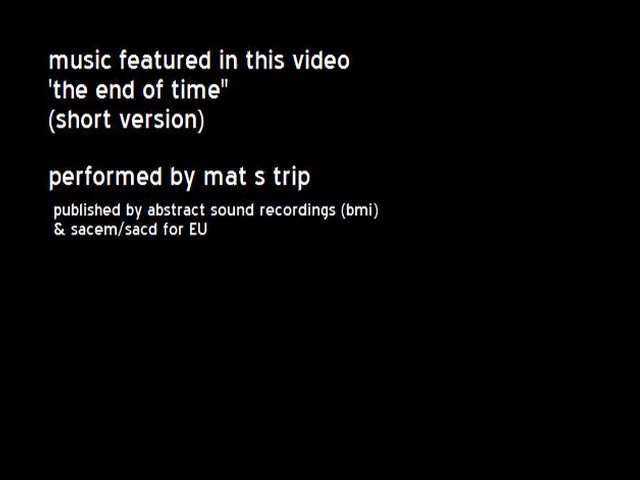 music featured in this video
'the end of time"
(short version)
performed by mat s trip
published by abstract sound recordings (bmi)
& sacem/sacd for EU